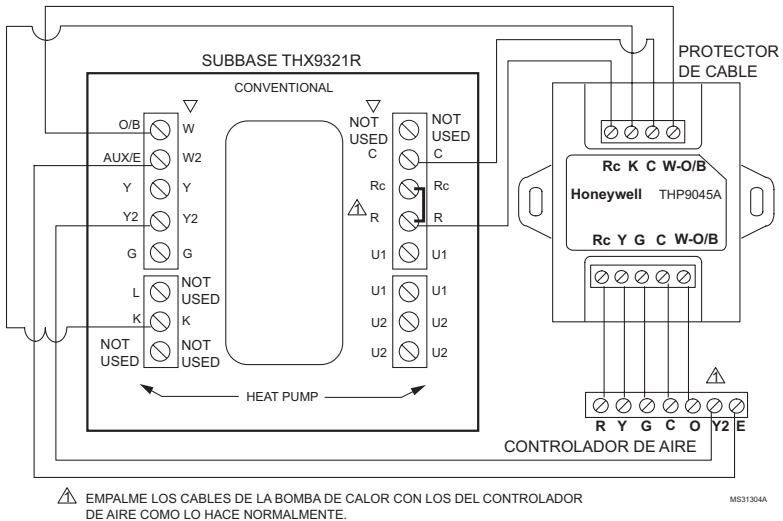 SUBBASE THX9321R
PROTECTOR
DE CABLE
CONVENTIONAL
O/B W
AUX/E W2
Y Y
Y2 Y2
G G
L NOT
USED
K K
NOT
USED NOT
USED
NOT
USED NOT
USED
C C
Rc Rc
1 R R
U1 U1
U1 U1
U2 U2
U2 U2
HEAT PUMP
Rc K C W-O/B
Honeywell THP9045A
Rc Y G C W-O/B
1
R Y G C O Y2 E
CONTROLADOR DE AIRE
1 EMPALME LOS CABLES DE LA BOMBA DE CALOR CON LOS DEL CONTROLADOR
DE AIRE COMO LO HACE NORMALMENTE.
MS31304A